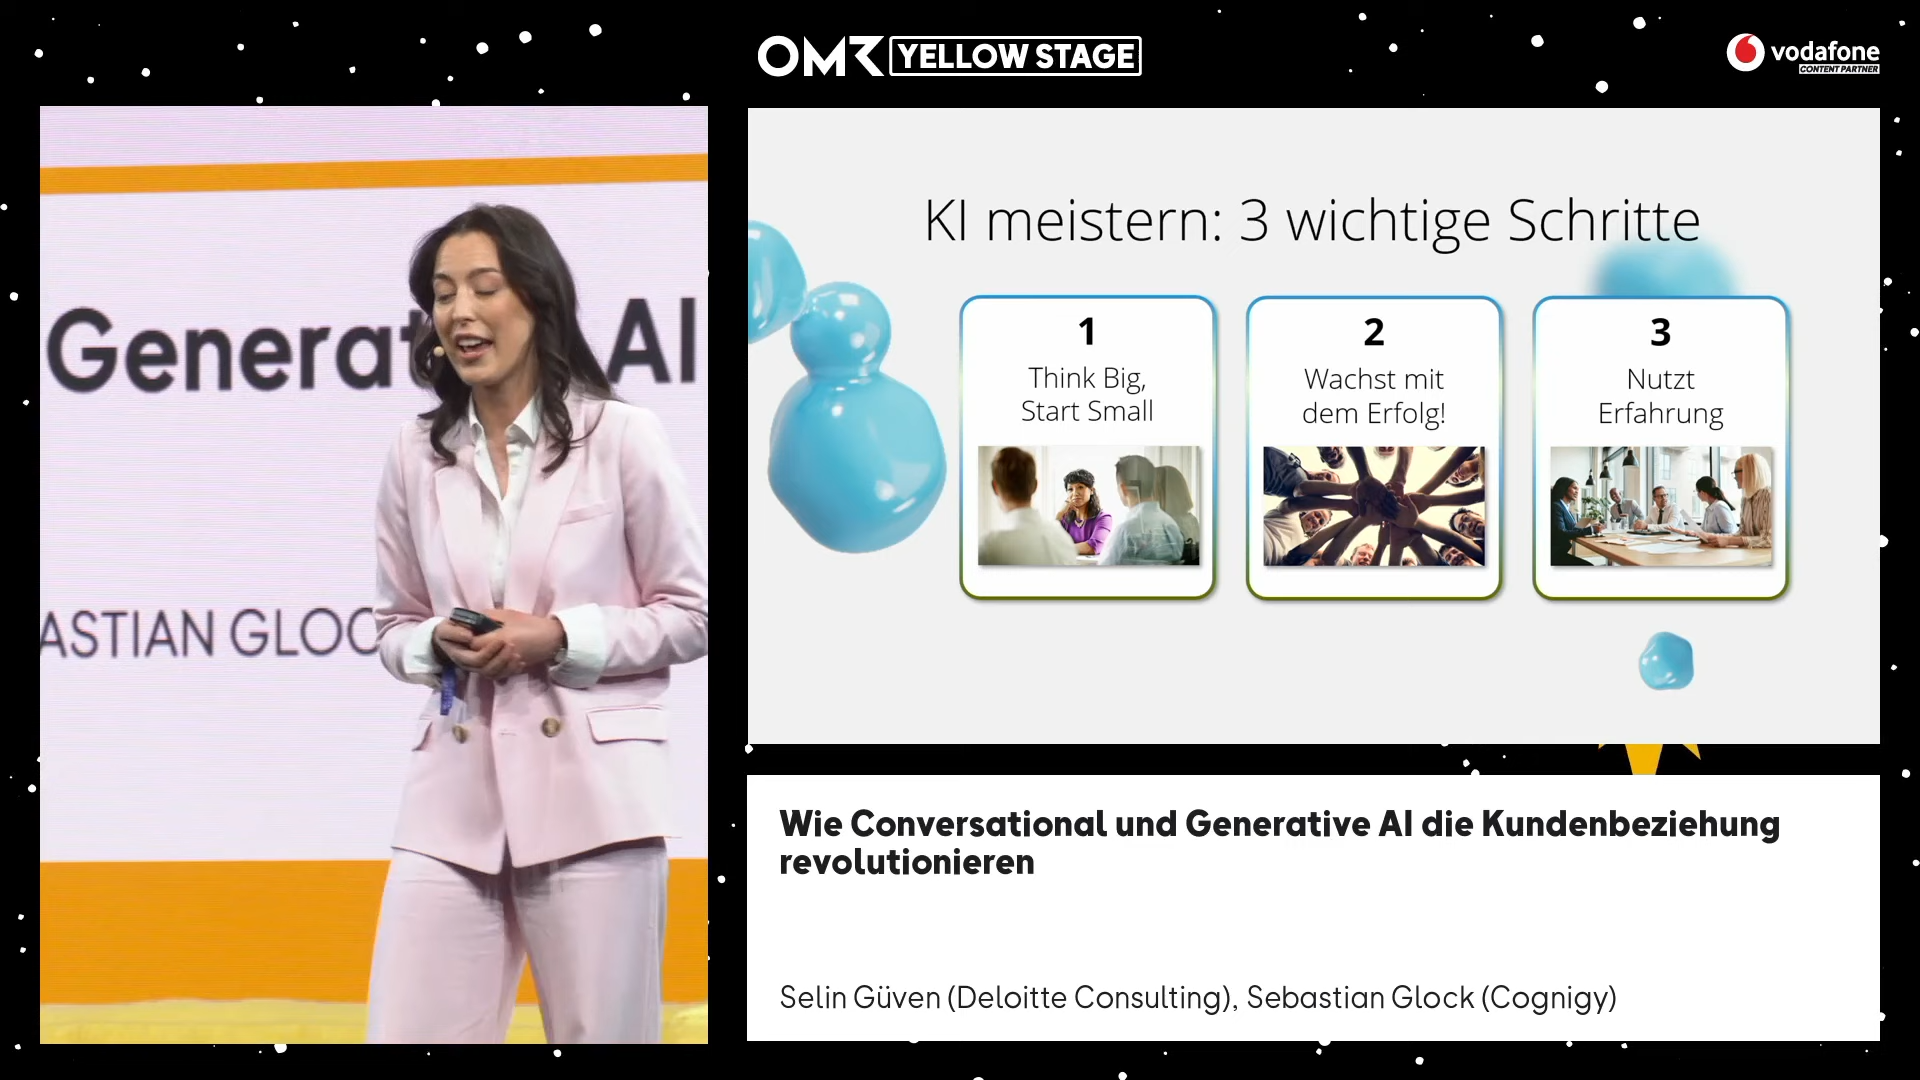 OMR YELLOW STAGE
vodafone
CONTENT PARTNER
Generat AI
ASTIAN GLOC
KI meistern: 3 wichtige Schritte
1
Think Big,
Start Small
2
Wachst mit
dem Erfolg!
3
Nutzt
Erfahrung
Wie Conversational und Generative AI die Kundenbeziehung
revolutionieren
Selin Güven (Deloitte Consulting), Sebastian Glock (Cognigy)